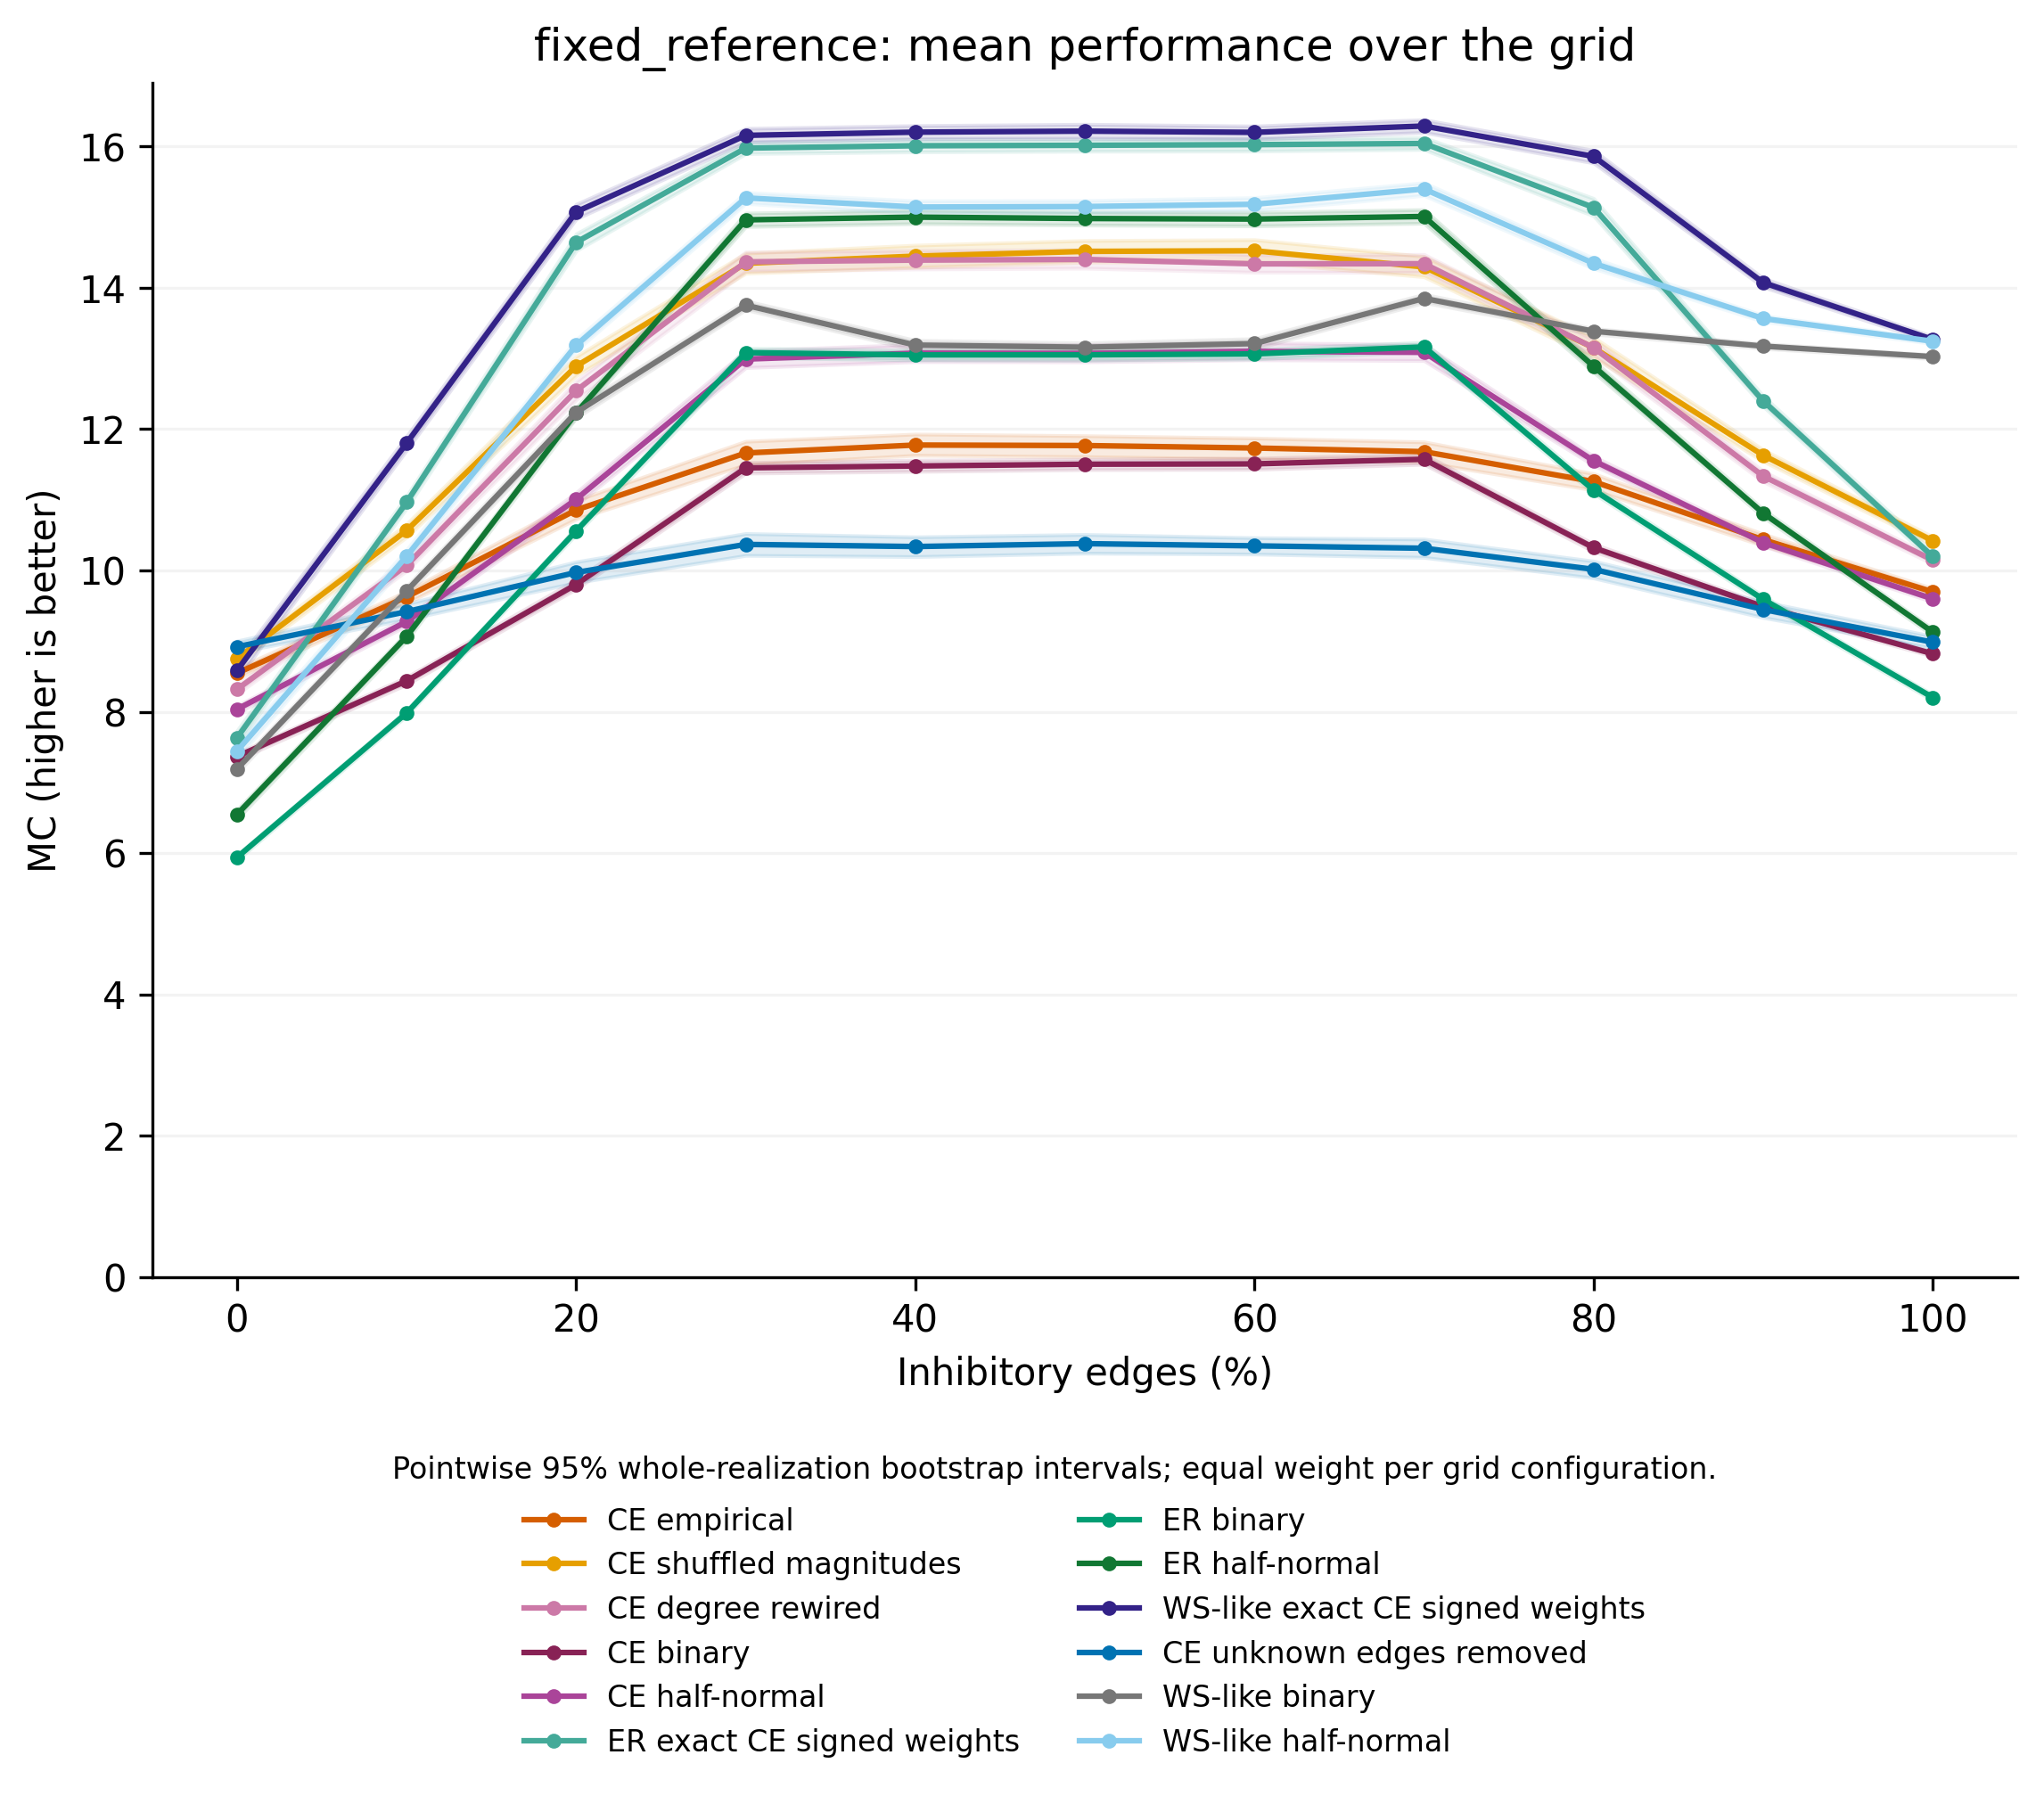 fixed_reference: mean performance over the grid
MC (higher is better)
16
14
12
10
8
6
4
2
0
0 20 40 60 80 100
Inhibitory edges (%)
Pointwise 95% whole-realization bootstrap intervals; equal weight per grid configuration.
CE empirical
CE shuffled magnitudes
CE degree rewired
CE binary
CE half-normal
ER exact CE signed weights
ER binary
ER half-normal
WS-like exact CE signed weights
CE unknown edges removed
WS-like binary
WS-like half-normal